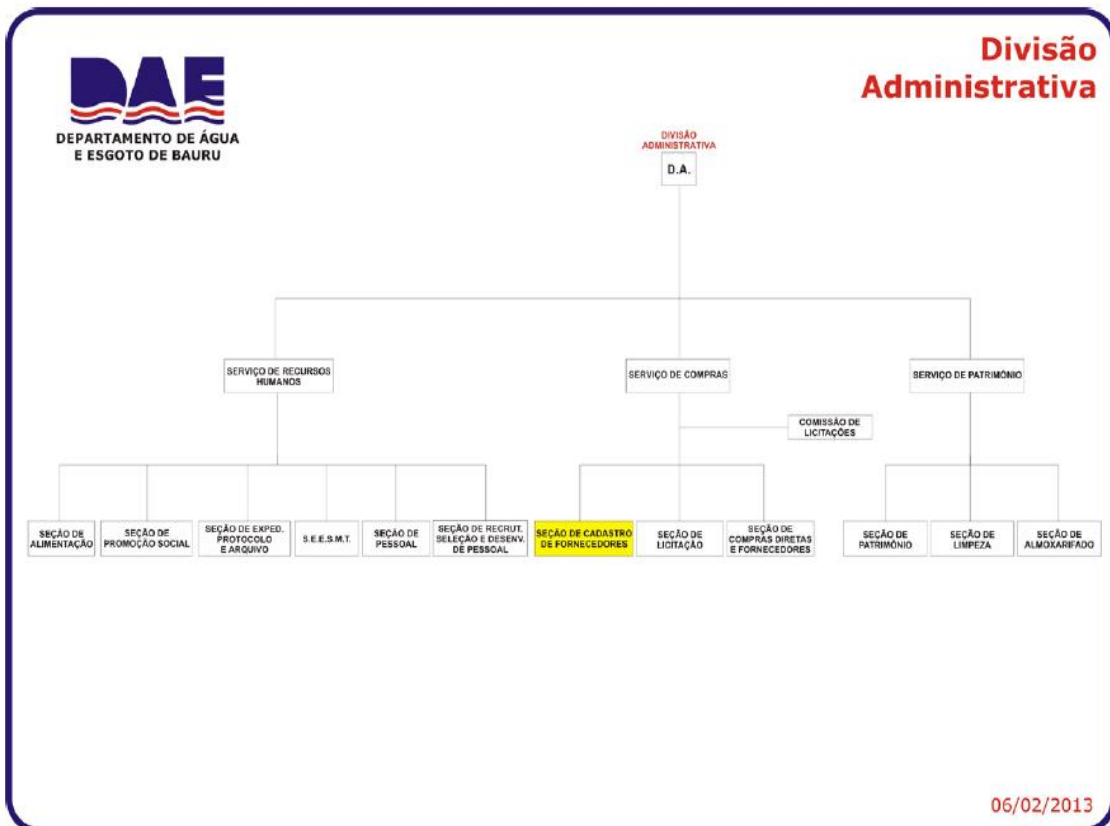 DAE
DEPARTAMENTO DE ÁGUA
E ESGOTO DE BAURU
Divisão
Administrativa
DIVISÃO
ADMINISTRATIVA
D.A.
SERVIÇO DE RECURSOS
HUMANOS
SERVIÇO DE COMPRAS
SERVIÇO DE PATRIMÔNIO
COMISSÃO DE
LICITAÇÕES
SEÇÃO DE
ALIMENTAÇÃO
SEÇÃO DE
PROMOÇÃO SOCIAL
SEÇÃO DE EXPED.
PROTOCOLO
E ARQUIVO
S.E.E.S.M.T.
SEÇÃO DE
PESSOAL
SEÇÃO DE RECRUT.
SELEÇÃO E DESENV.
DE PESSOAL
SEÇÃO DE CADASTRO
DE FORNECEDORES
SEÇÃO DE
LICITAÇÃO
SEÇÃO DE
COMPRAS DIRETAS
E FORNECEDORES
SEÇÃO DE
PATRIMÔNIO
SEÇÃO DE
LIMPEZA
SEÇÃO DE
ALMOXARIFADO
06/02/2013